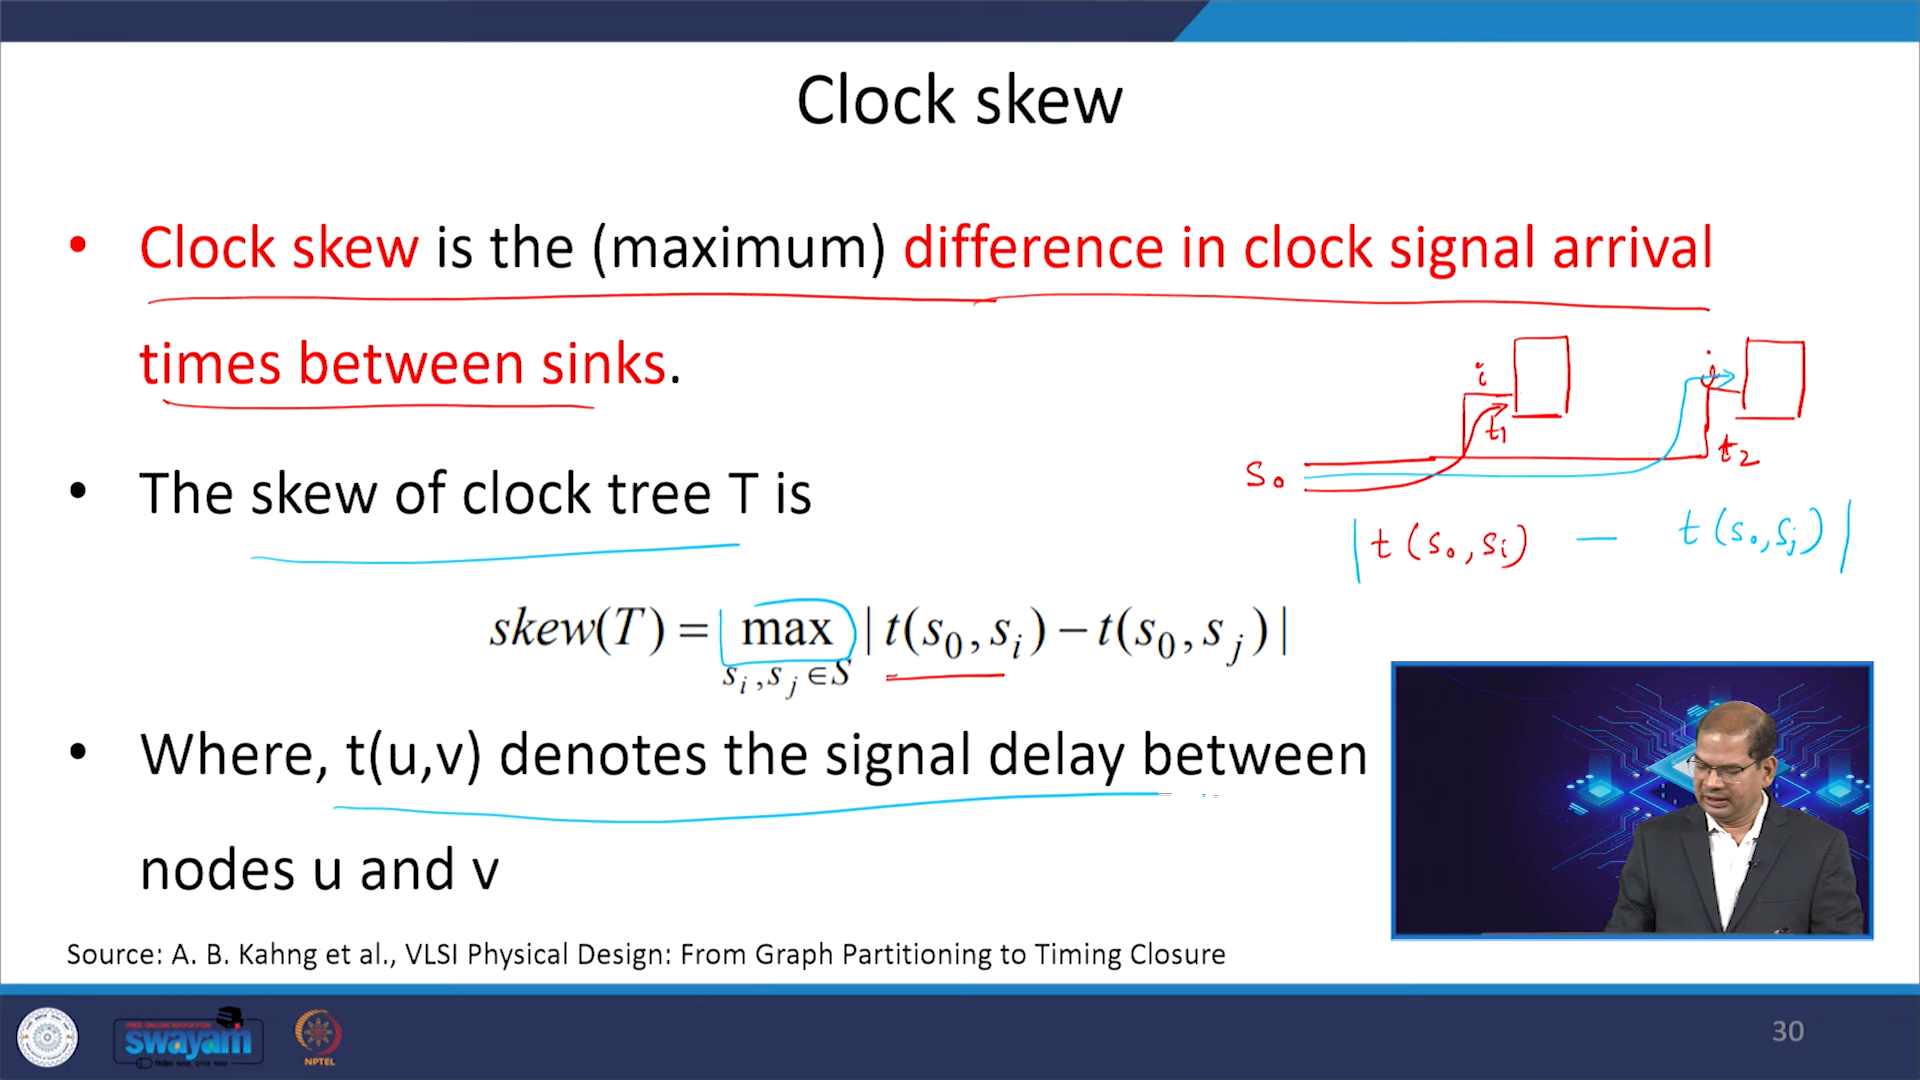 Clock skew
• Clock skew is the (maximum) difference in clock signal arrival
times between sinks.
i
j
t1
t2
S0
|t(s0,si) — t(s0,sj)|
• The skew of clock tree T is
skew(T) = max | t(s0, si) − t(s0, sj) |
si, sj ∈ S
• Where, t(u,v) denotes the signal delay between
nodes u and v
Source: A. B. Kahng et al., VLSI Physical Design: From Graph Partitioning to Timing Closure
swayam
NPTEL
30